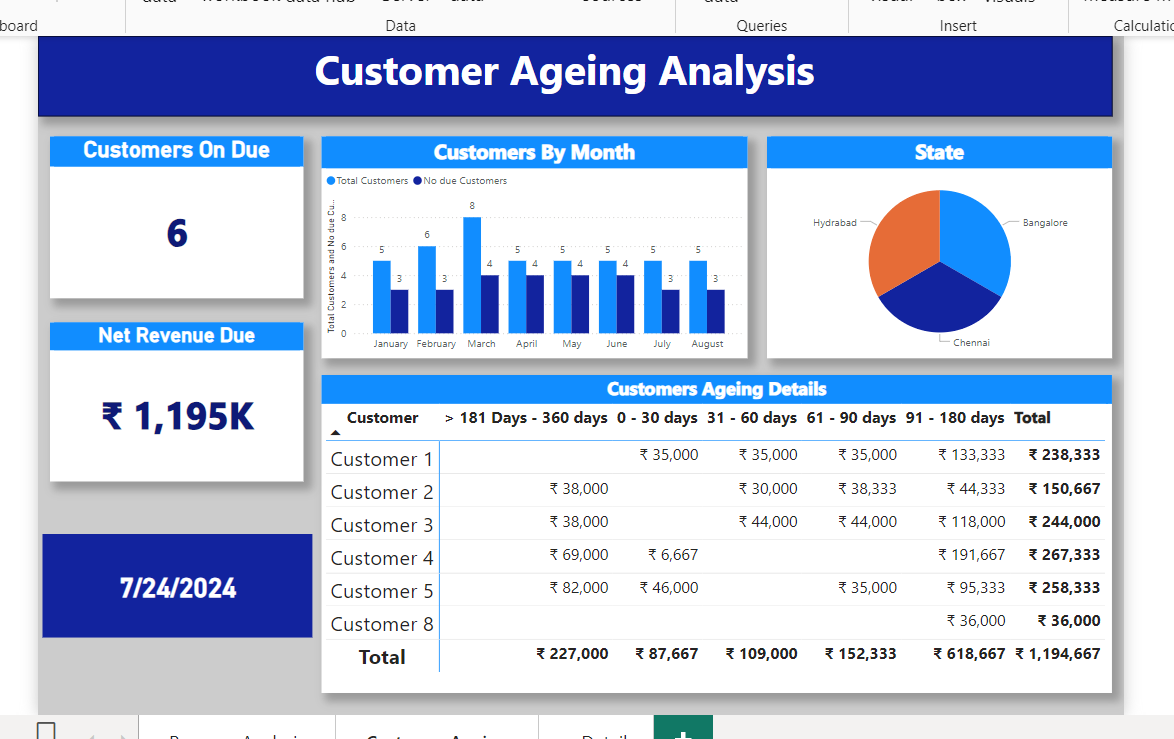 board
Data
Queries
Insert
Calculatio
Customer Ageing Analysis
Customers On Due
6
Net Revenue Due
₹ 1,195K
7/24/2024
Customers By Month
Total Customers No due Customers
Total Customers and No due Cu...
8
6
4
2
0
5 3 6 3 8 4 5 4 5 4 5 4 5 3 5 3
January February March April May June July August
State
Hydrabad
Bangalore
Chennai
Customers Ageing Details
Customer > 181 Days - 360 days 0 - 30 days 31 - 60 days 61 - 90 days 91 - 180 days Total
Customer 1 ₹ 35,000 ₹ 35,000 ₹ 35,000 ₹ 133,333 ₹ 238,333
Customer 2 ₹ 38,000 ₹ 30,000 ₹ 38,333 ₹ 44,333 ₹ 150,667
Customer 3 ₹ 38,000 ₹ 44,000 ₹ 44,000 ₹ 118,000 ₹ 244,000
Customer 4 ₹ 69,000 ₹ 6,667 ₹ 191,667 ₹ 267,333
Customer 5 ₹ 82,000 ₹ 46,000 ₹ 35,000 ₹ 95,333 ₹ 258,333
Customer 8 ₹ 36,000 ₹ 36,000
Total ₹ 227,000 ₹ 87,667 ₹ 109,000 ₹ 152,333 ₹ 618,667 ₹ 1,194,667